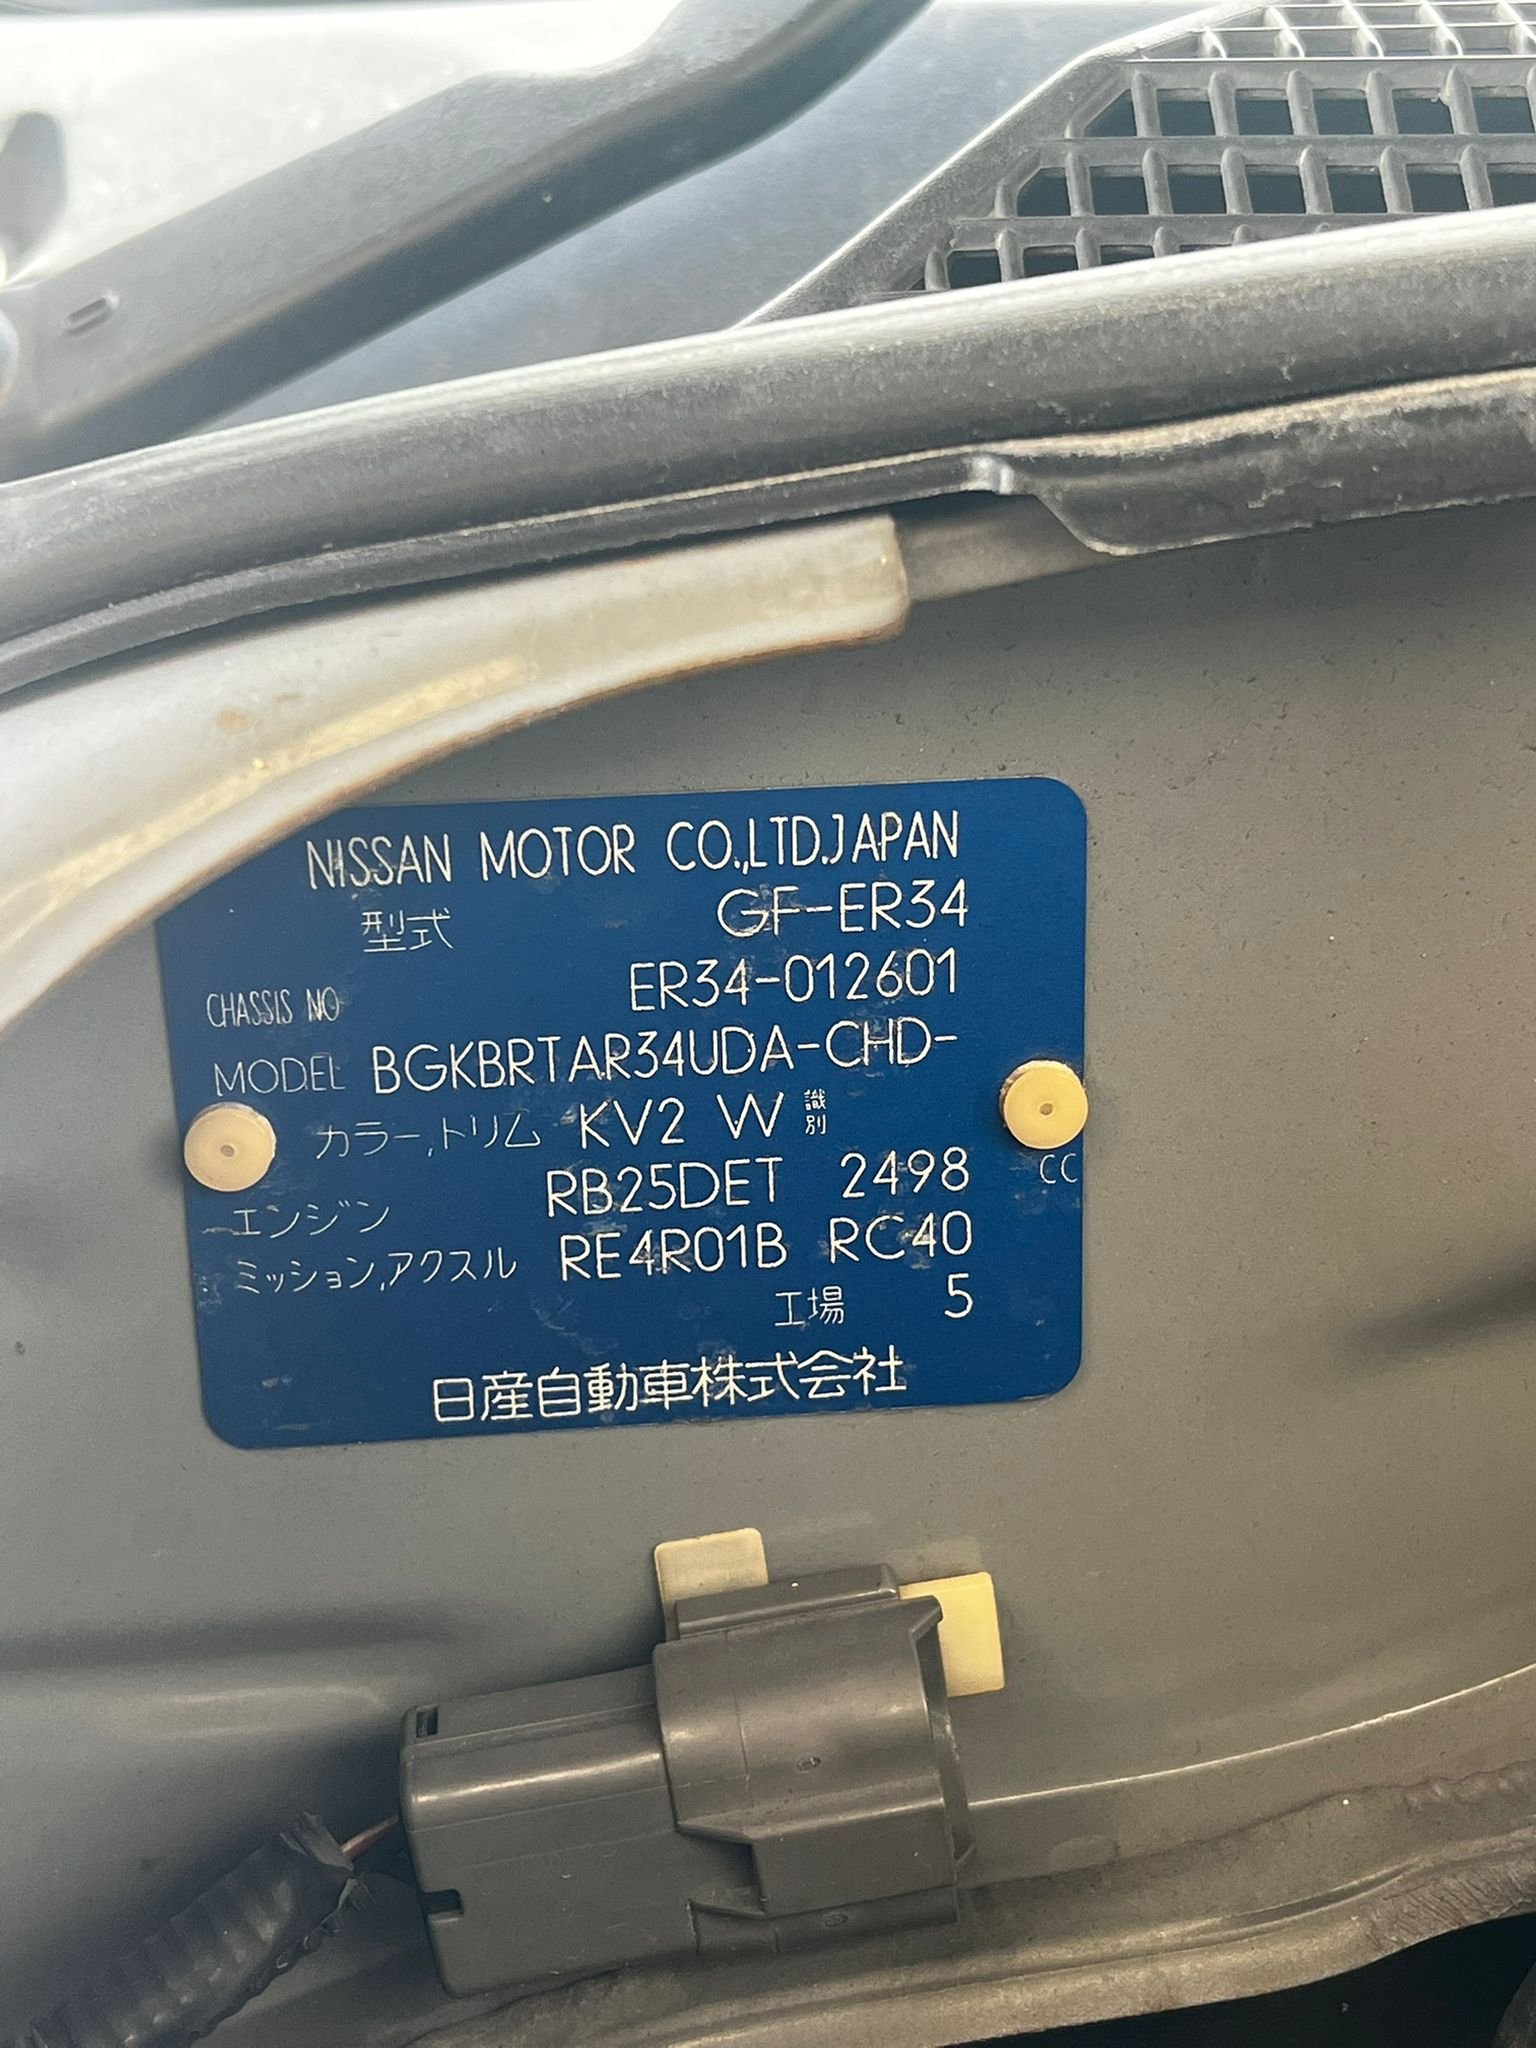 NISSAN MOTOR CO.,LTD.JAPAN
型式 GF-ER34
CHASSIS NO ER34-012601
MODEL BGKBRTAR34UDA-CHD-
カラー,トリム KV2 W 識別
エンジン RB25DET 2498 CC
ミッション,アクスル RE4R01B RC40
工場 5
日産自動車株式会社